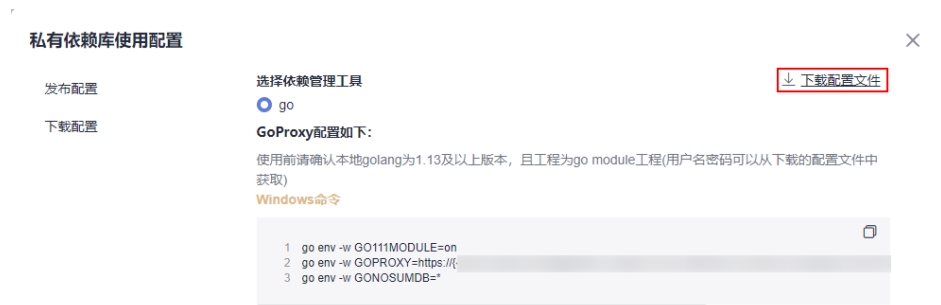 私有依赖库使用配置
发布配置
下载配置
选择依赖管理工具
下载配置文件
go
GoProxy配置如下：
使用前请确认本地golang为1.13及以上版本，且工程为go module工程(用户名密码可以从下载的配置文件中
获取)
Windows命令
1 go env -w GO111MODULE=on
2 go env -w GOPROXY=https://{
3 go env -w GONOSUMDB=*